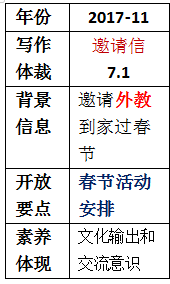 年份 2017-11
写作 邀请信
体裁 7.1
背景 邀请外教
信息 到家过春
节
开放 春节活动
要点 安排
素养 文化输出和
体现 交流意识